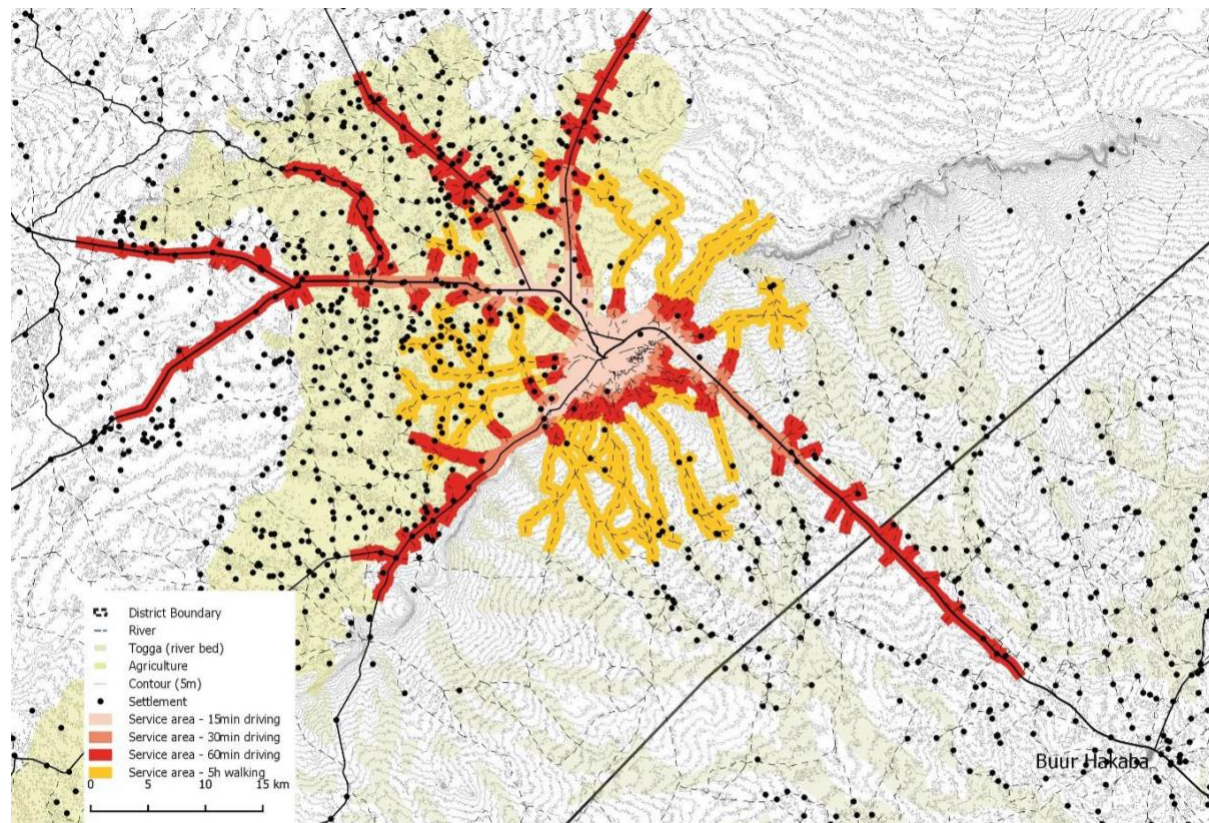 Buur Hakaba
District Boundary
River
Togga (river bed)
Agriculture
Contour (5m)
Settlement
Service area - 15min driving
Service area - 30min driving
Service area - 60min driving
Service area - 5h walking
0 5 10 15 km